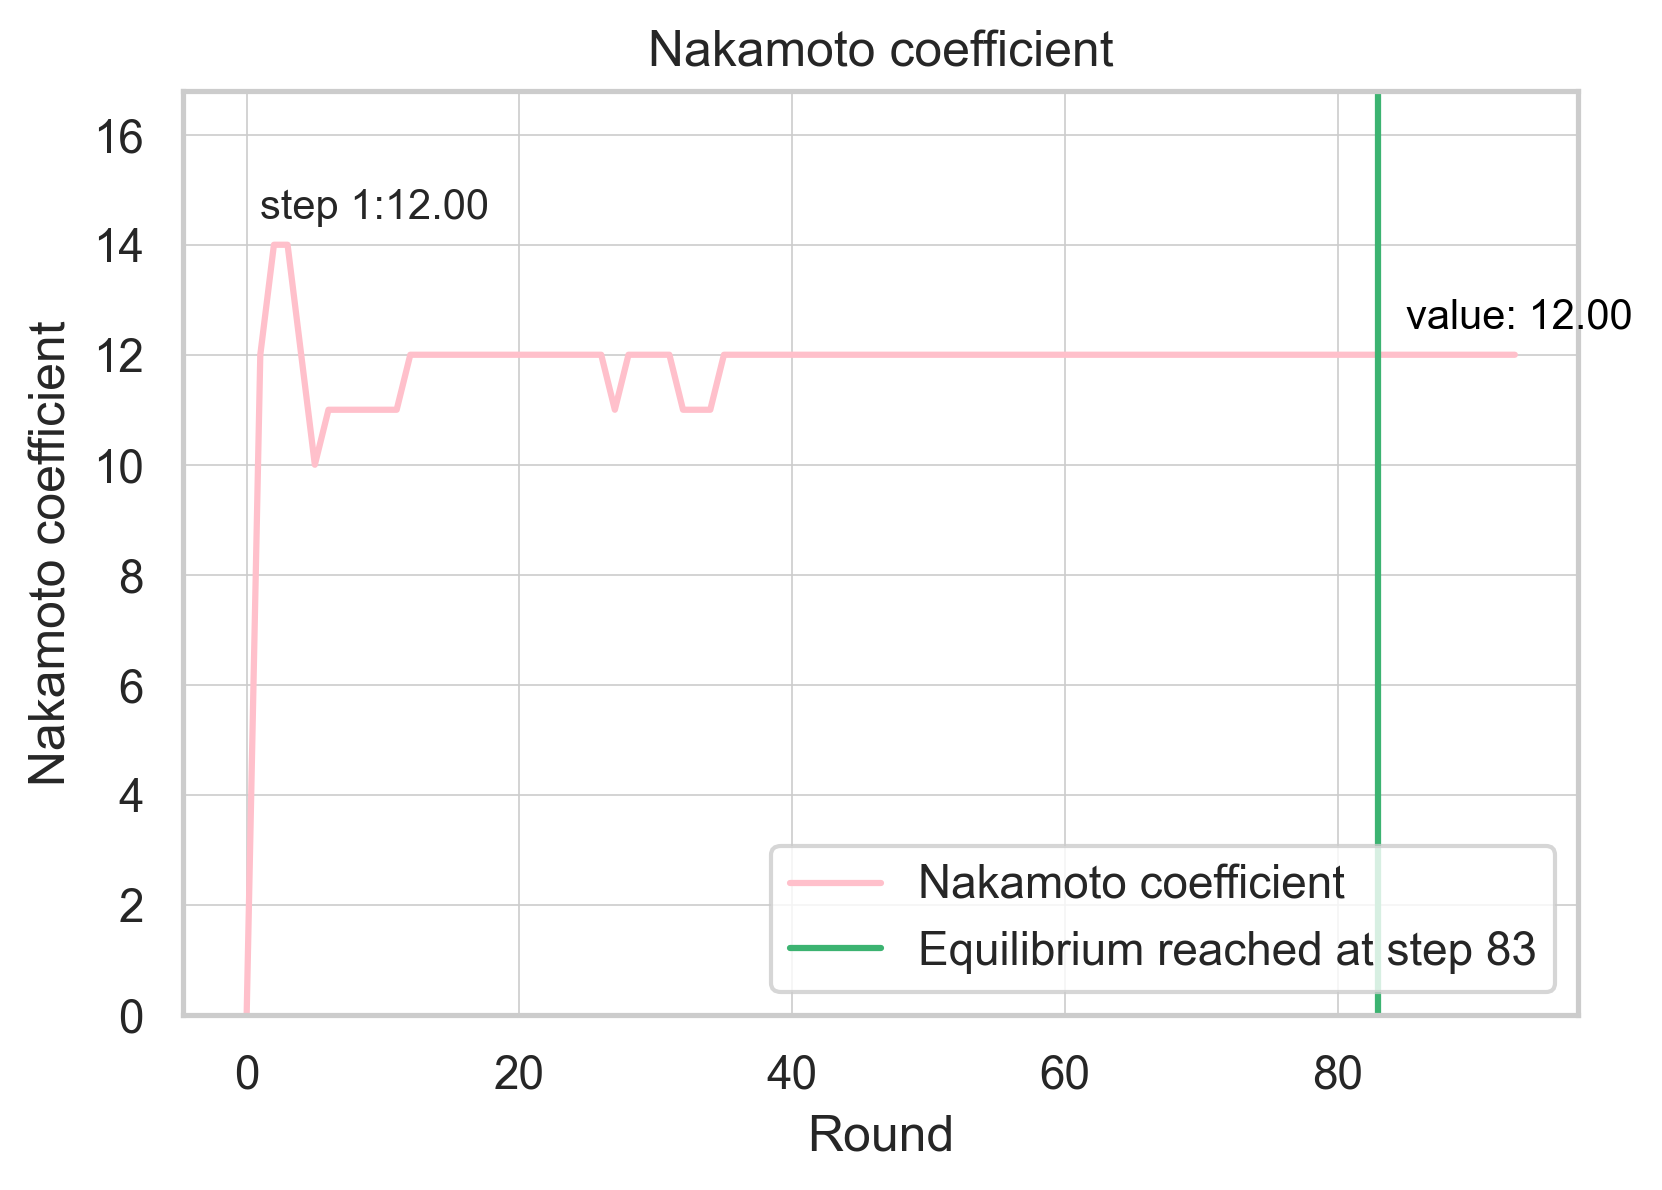 Nakamoto coefficient
Nakamoto coefficient
16
14
12
10
8
6
4
2
0
step 1:12.00
value: 12.00
Nakamoto coefficient
Equilibrium reached at step 83
0 20 40 60 80
Round